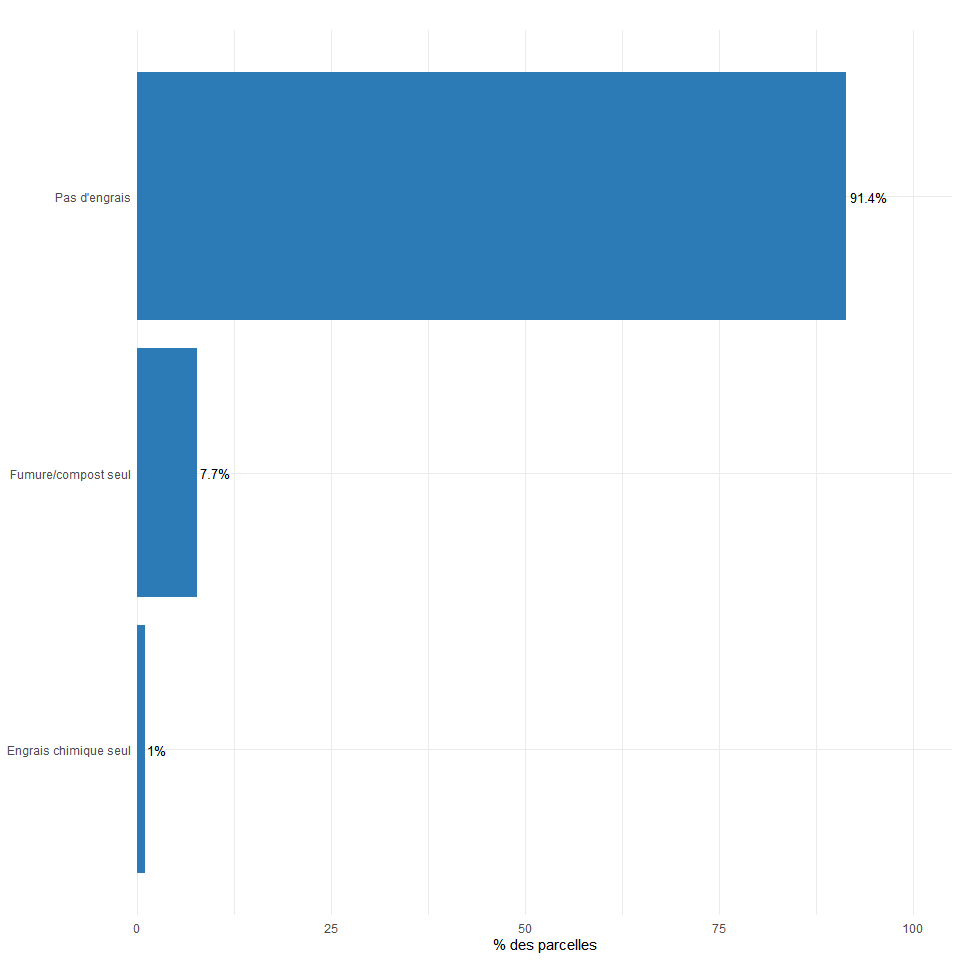 Pas d'engrais
91.4%
Fumure/compost seul
7.7%
Engrais chimique seul
1%
0 25 50 75 100
% des parcelles